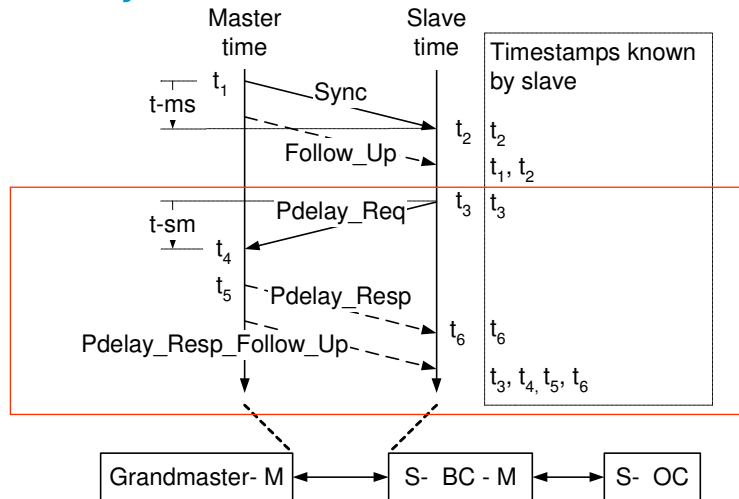 Master
time
Slave
time
Timestamps known
by slave
t1
t-ms
Sync
t2
t2
Follow_Up
t1, t2
t3
t3
Pdelay_Req
t-sm
t4
t5
Pdelay_Resp
t6
t6
Pdelay_Resp_Follow_Up
t3, t4, t5, t6
Grandmaster- M
S- BC - M
S- OC